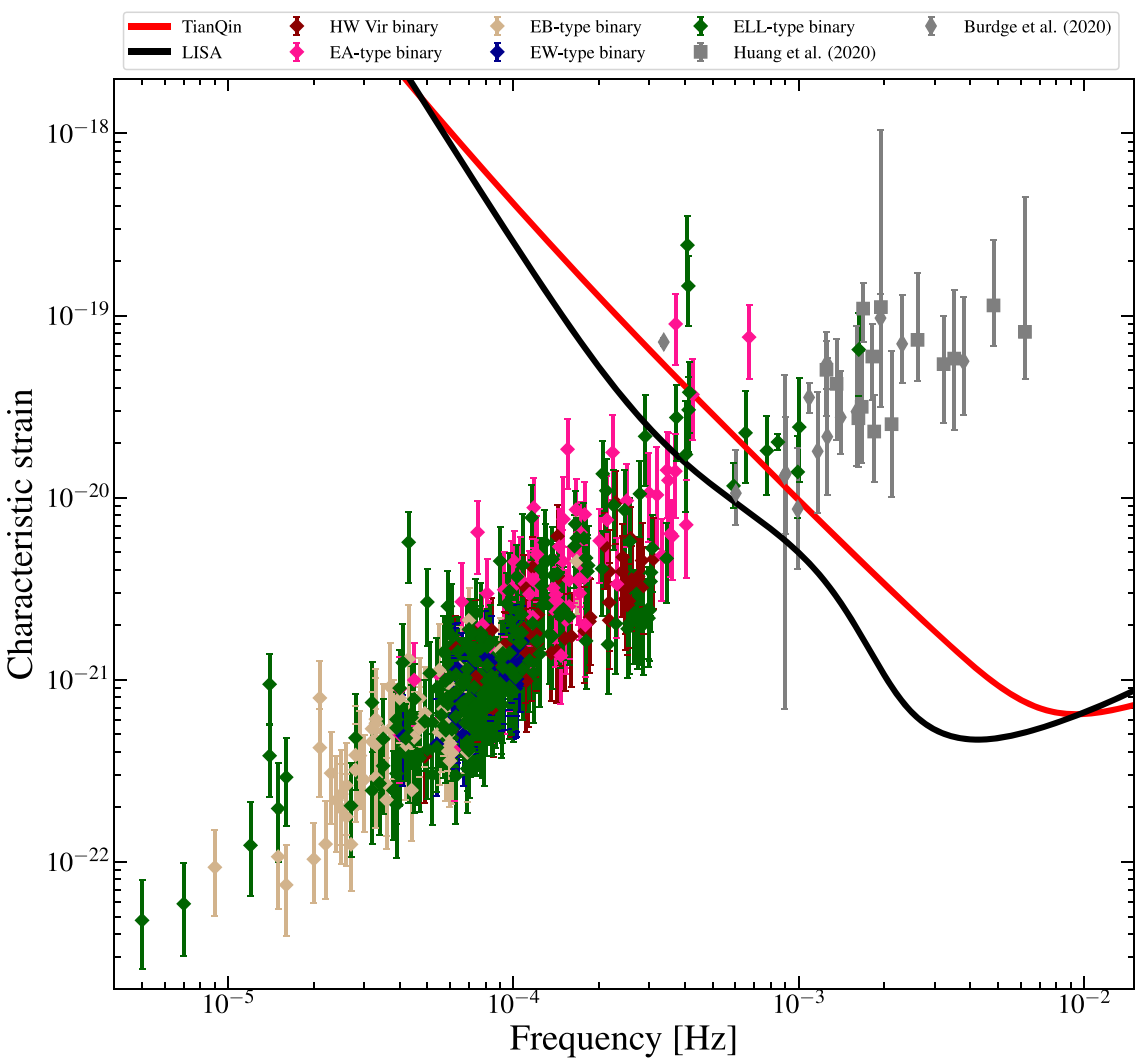 TianQin HW Vir binary EB-type binary ELL-type binary Burdge et al. (2020)
LISA EA-type binary EW-type binary Huang et al. (2020)
10⁻¹⁸
10⁻¹⁹
10⁻²⁰
10⁻²¹
10⁻²²
Characteristic strain
10⁻⁵ 10⁻⁴ 10⁻³ 10⁻²
Frequency [Hz]